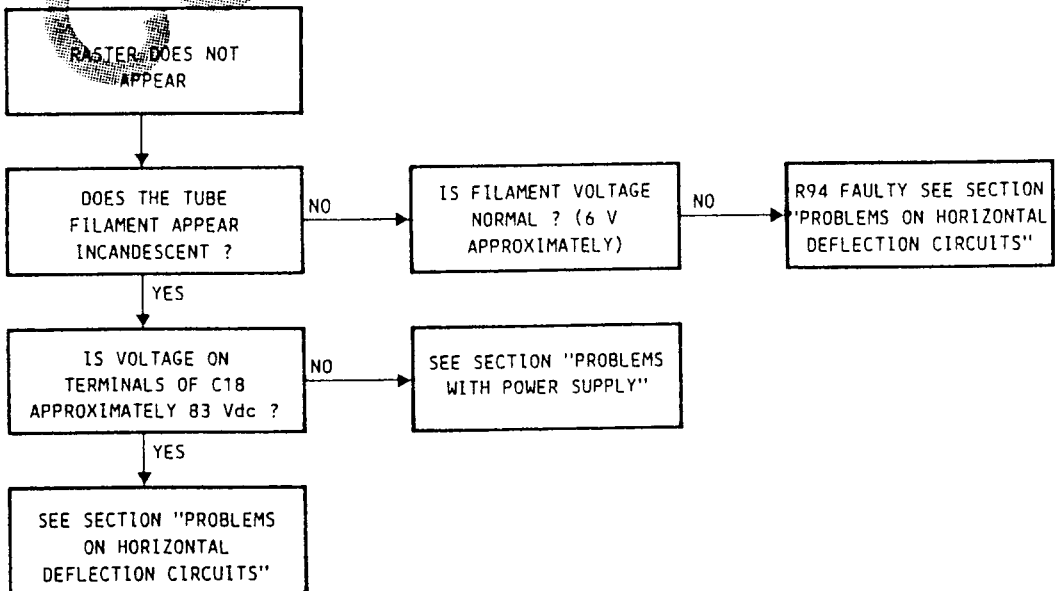 RASTER DOES NOT
APPEAR
DOES THE TUBE
FILAMENT APPEAR
INCANDESCENT ?
NO
IS FILAMENT VOLTAGE
NORMAL ? (6 V
APPROXIMATELY)
NO
R94 FAULTY SEE SECTION
"PROBLEMS ON HORIZONTAL
DEFLECTION CIRCUITS"
YES
IS VOLTAGE ON
TERMINALS OF C18
APPROXIMATELY 83 Vdc ?
NO
SEE SECTION "PROBLEMS
WITH POWER SUPPLY"
YES
SEE SECTION "PROBLEMS
ON HORIZONTAL
DEFLECTION CIRCUITS"